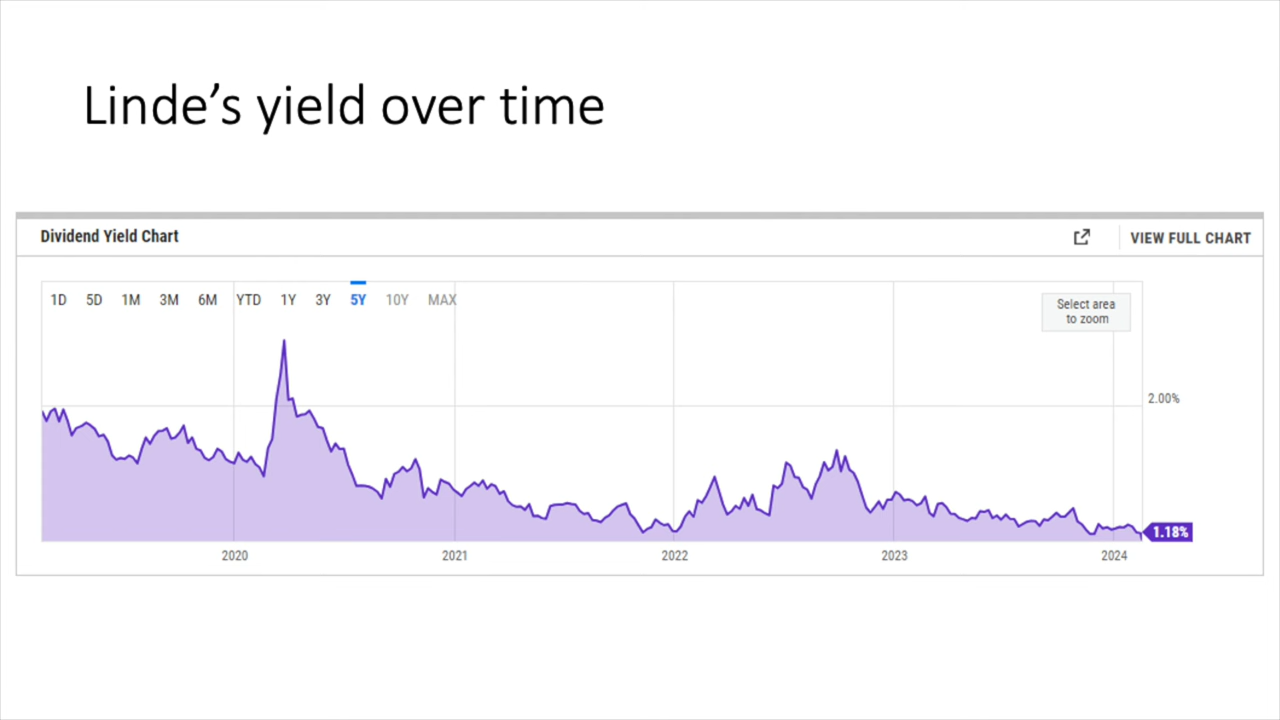 Linde’s yield over time
Dividend Yield Chart
VIEW FULL CHART
1D 5D 1M 3M 6M YTD 1Y 3Y 5Y 10Y MAX
Select area
to zoom
2.00%
1.18%
2020 2021 2022 2023 2024